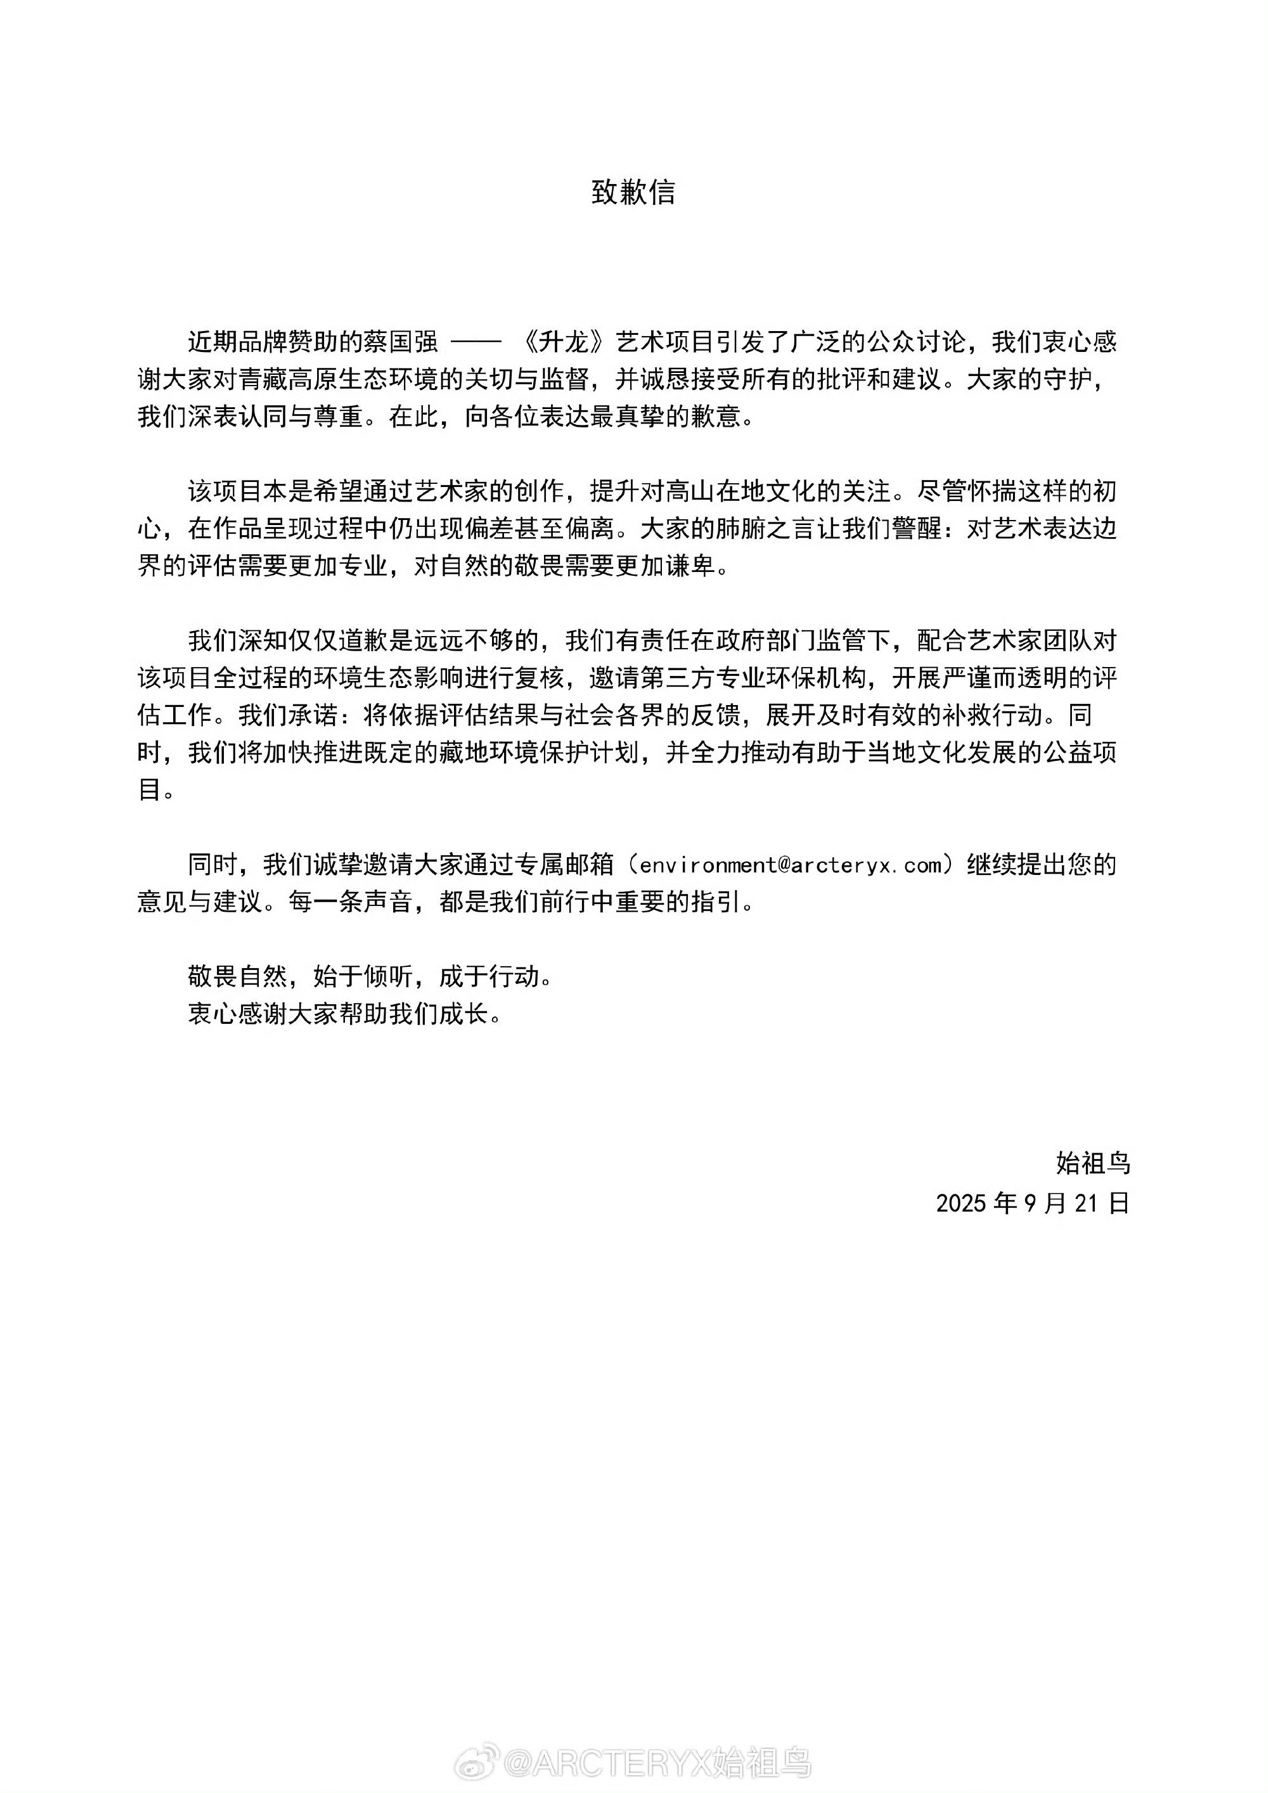 致歉信
近期品牌赞助的蔡国强 —— 《升龙》艺术项目引发了广泛的公众讨论，我们衷心感
谢大家对青藏高原生态环境的关切与监督，并诚恳接受所有的批评和建议。大家的守护，
我们深表认同与尊重。在此，向各位表达最真挚的歉意。
该项目本是希望通过艺术家的创作，提升对高山在地文化的关注。尽管怀揣这样的初
心，在作品呈现过程中仍出现偏差甚至偏离。大家的肺腑之言让我们警醒：对艺术表达边
界的评估需要更加专业，对自然的敬畏需要更加谦卑。
我们深知仅仅道歉是远远不够的，我们有责任在政府部门监管下，配合艺术家团队对
该项目全过程的环境生态影响进行复核，邀请第三方专业环保机构，开展严谨而透明的评
估工作。我们承诺：将依据评估结果与社会各界的反馈，展开及时有效的补救行动。同
时，我们将加快推进既定的藏地环境保护计划，并全力推动有助于当地文化发展的公益项
目。
同时，我们诚挚邀请大家通过专属邮箱（environment@arcteryx.com）继续提出您的
意见与建议。每一条声音，都是我们前行中重要的指引。
敬畏自然，始于倾听，成于行动。
衷心感谢大家帮助我们成长。
始祖鸟
2025 年 9 月 21 日
@ARCTERYX始祖鸟